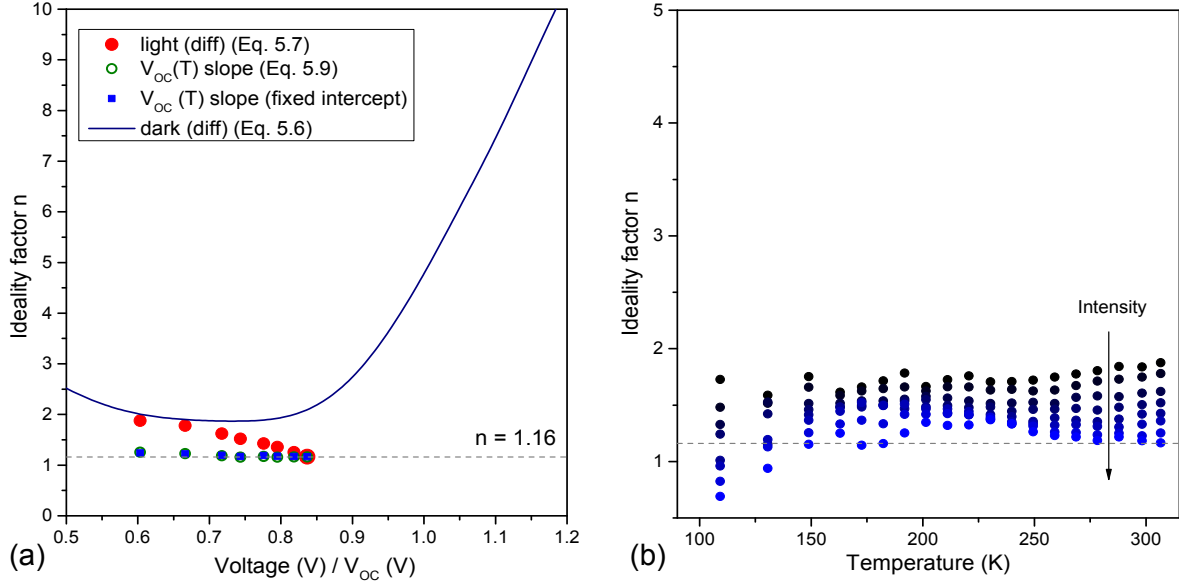 10
9
8
7
6
5
4
3
2
1
0
Ideality factor n
light (diff) (Eq. 5.7)
V_OC(T) slope (Eq. 5.9)
V_OC (T) slope (fixed intercept)
dark (diff) (Eq. 5.6)
n = 1.16
0.5 0.6 0.7 0.8 0.9 1.0 1.1 1.2
Voltage (V) / V_OC (V)
(a)
5
4
3
2
1
Ideality factor n
Intensity
100 150 200 250 300
Temperature (K)
(b)